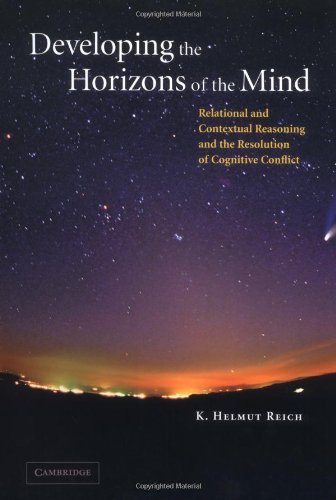 Developing the
Horizons of the Mind
Relational and
Contextual Reasoning
and the Resolution
of Cognitive Conflict
K. Helmut Reich
Cambridge